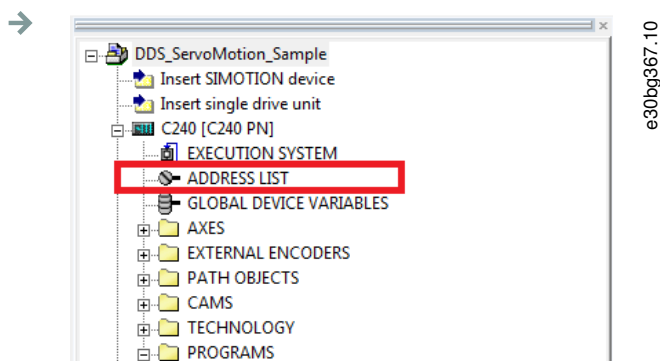 DDS_ServoMotion_Sample
Insert SIMOTION device
Insert single drive unit
C240 [C240 PN]
EXECUTION SYSTEM
ADDRESS LIST
GLOBAL DEVICE VARIABLES
AXES
EXTERNAL ENCODERS
PATH OBJECTS
CAMS
TECHNOLOGY
PROGRAMS
e30bg367.10